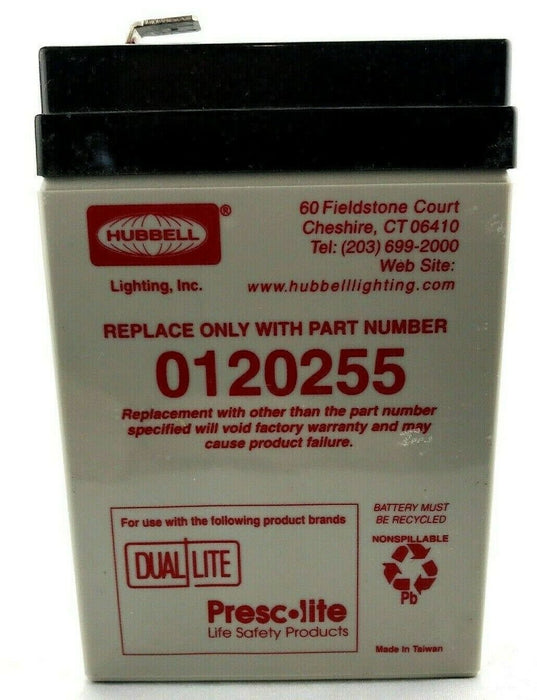 HUBBELL®
Lighting, Inc.
60 Fieldstone Court
Cheshire, CT 06410
Tel: (203) 699-2000
Web Site:
www.hubbelllighting.com
REPLACE ONLY WITH PART NUMBER
0120255
Replacement with other than the part number
specified will void factory warranty and may
cause product failure.
For use with the following product brands
DUAL LITE
Prescolite
Life Safety Products
BATTERY MUST
BE RECYCLED
NONSPILLABLE
Pb
Made in Taiwan